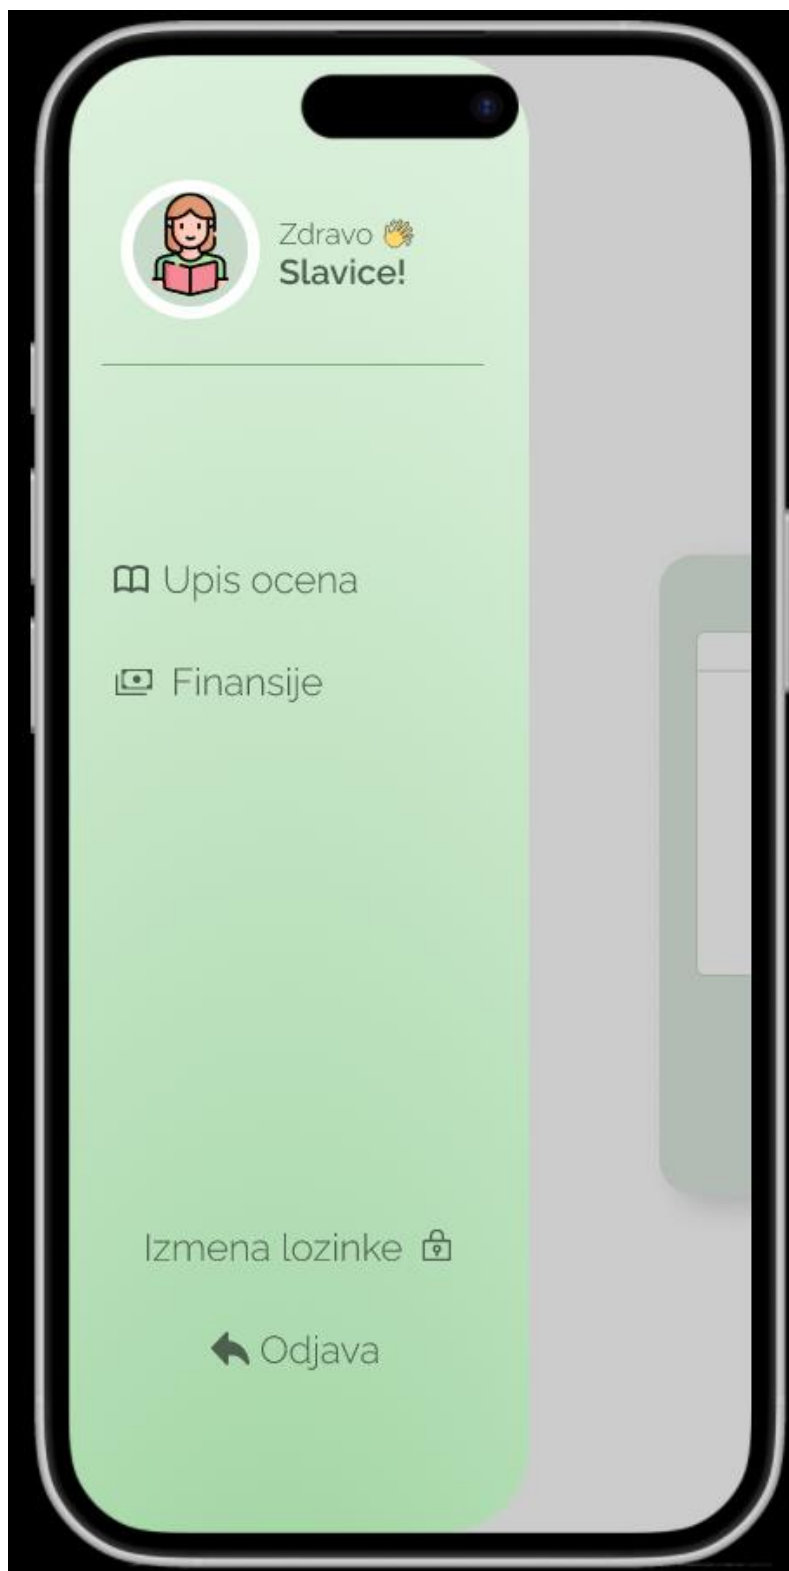 Zdravo 👋
Slavice!
Upis ocena
Finansije
Izmena lozinke
Odjava